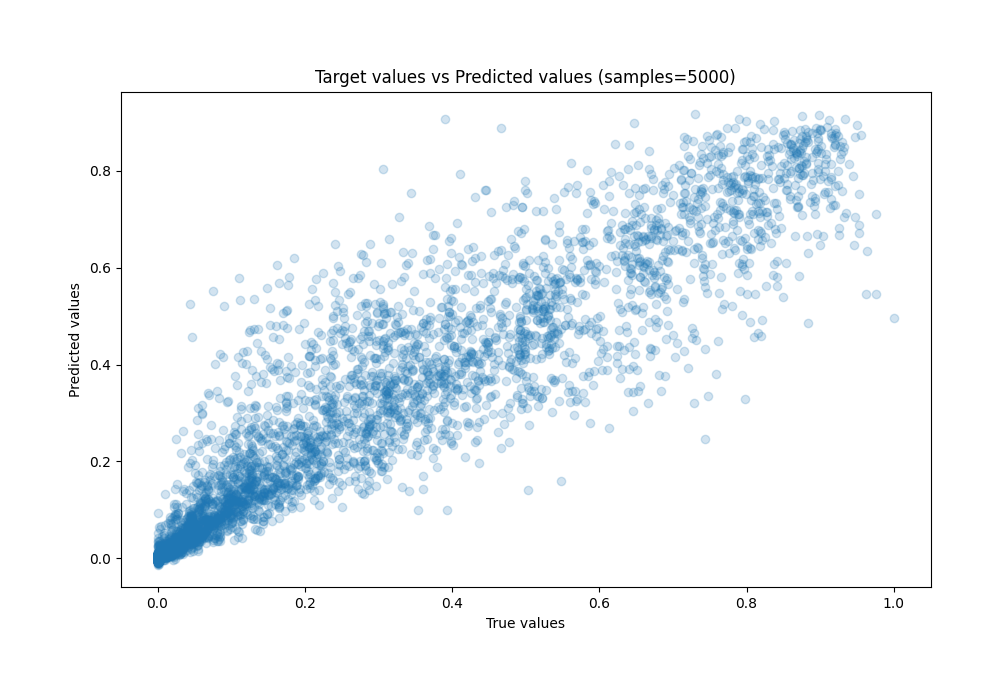 Target values vs Predicted values (samples=5000)
Predicted values
0.8
0.6
0.4
0.2
0.0
0.0 0.2 0.4 0.6 0.8 1.0
True values